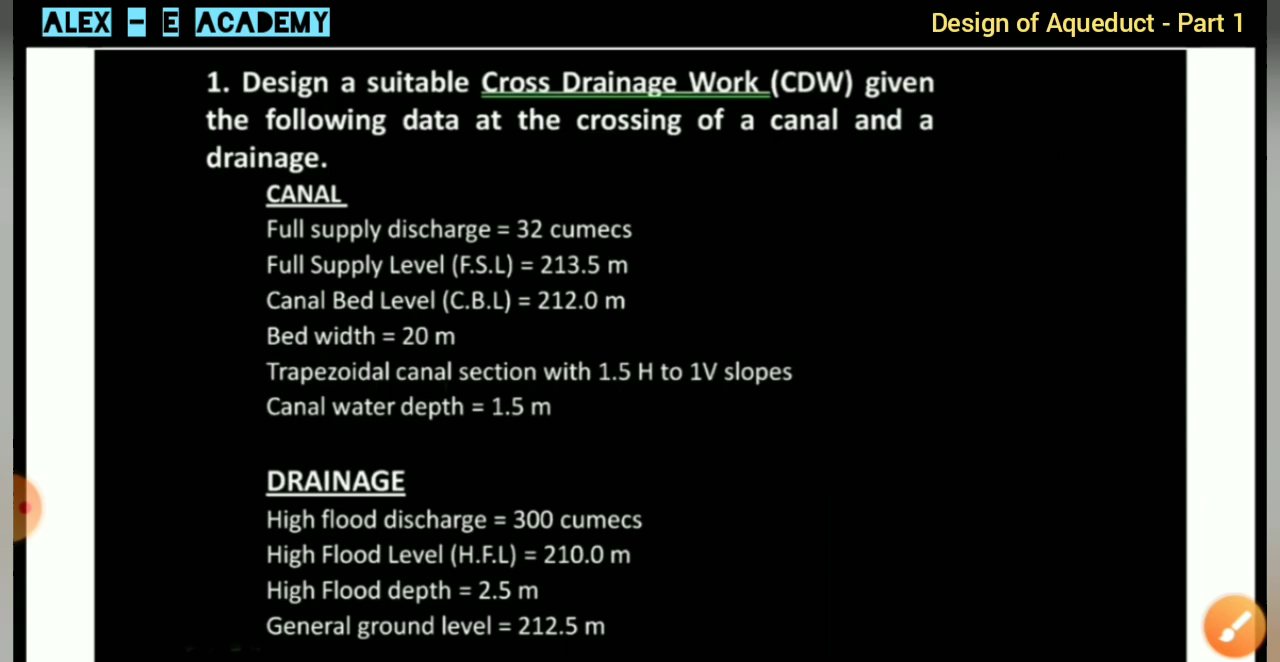 ALEX - E ACADEMY
Design of Aqueduct - Part 1
1. Design a suitable Cross Drainage Work (CDW) given
the following data at the crossing of a canal and a
drainage.
CANAL
Full supply discharge = 32 cumecs
Full Supply Level (F.S.L) = 213.5 m
Canal Bed Level (C.B.L) = 212.0 m
Bed width = 20 m
Trapezoidal canal section with 1.5 H to 1V slopes
Canal water depth = 1.5 m
DRAINAGE
High flood discharge = 300 cumecs
High Flood Level (H.F.L) = 210.0 m
High Flood depth = 2.5 m
General ground level = 212.5 m